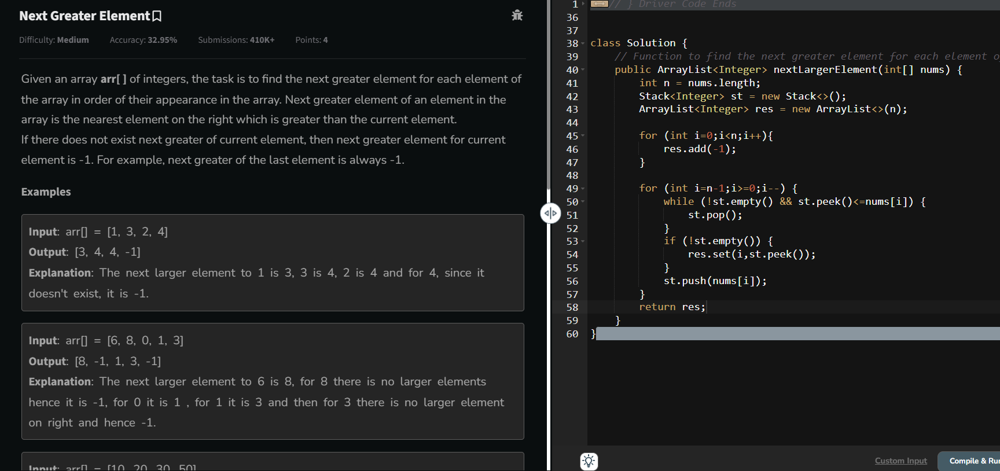 Next Greater Element
Difficulty: Medium Accuracy: 32.95% Submissions: 410K+ Points: 4
Given an array arr[ ] of integers, the task is to find the next greater element for each element of
the array in order of their appearance in the array. Next greater element of an element in the
array is the nearest element on the right which is greater than the current element.
If there does not exist next greater of current element, then next greater element for current
element is -1. For example, next greater of the last element is always -1.
Examples
Input: arr[] = [1, 3, 2, 4]
Output: [3, 4, 4, -1]
Explanation: The next larger element to 1 is 3, 3 is 4, 2 is 4 and for 4, since it
doesn't exist, it is -1.
Input: arr[] = [6, 8, 0, 1, 3]
Output: [8, -1, 1, 3, -1]
Explanation: The next larger element to 6 is 8, for 8 there is no larger elements
hence it is -1, for 0 it is 1 , for 1 it is 3 and then for 3 there is no larger element
on right and hence -1.
Input: arr[] = [10, 20, 30, 50]
1 // } Driver Code Ends
36
37
38 class Solution {
39 // Function to find the next greater element for each element
40 public ArrayList<Integer> nextLargerElement(int[] nums) {
41 int n = nums.length;
42 Stack<Integer> st = new Stack<>();
43 ArrayList<Integer> res = new ArrayList<>(n);
44
45 for (int i=0;i<n;i++){
46 res.add(-1);
47 }
48
49 for (int i=n-1;i>=0;i--) {
50 while (!st.empty() && st.peek()<=nums[i]) {
51 st.pop();
52 }
53 if (!st.empty()) {
54 res.set(i,st.peek());
55 }
56 st.push(nums[i]);
57 }
58 return res;
59 }
60 }
Custom Input Compile & Ru